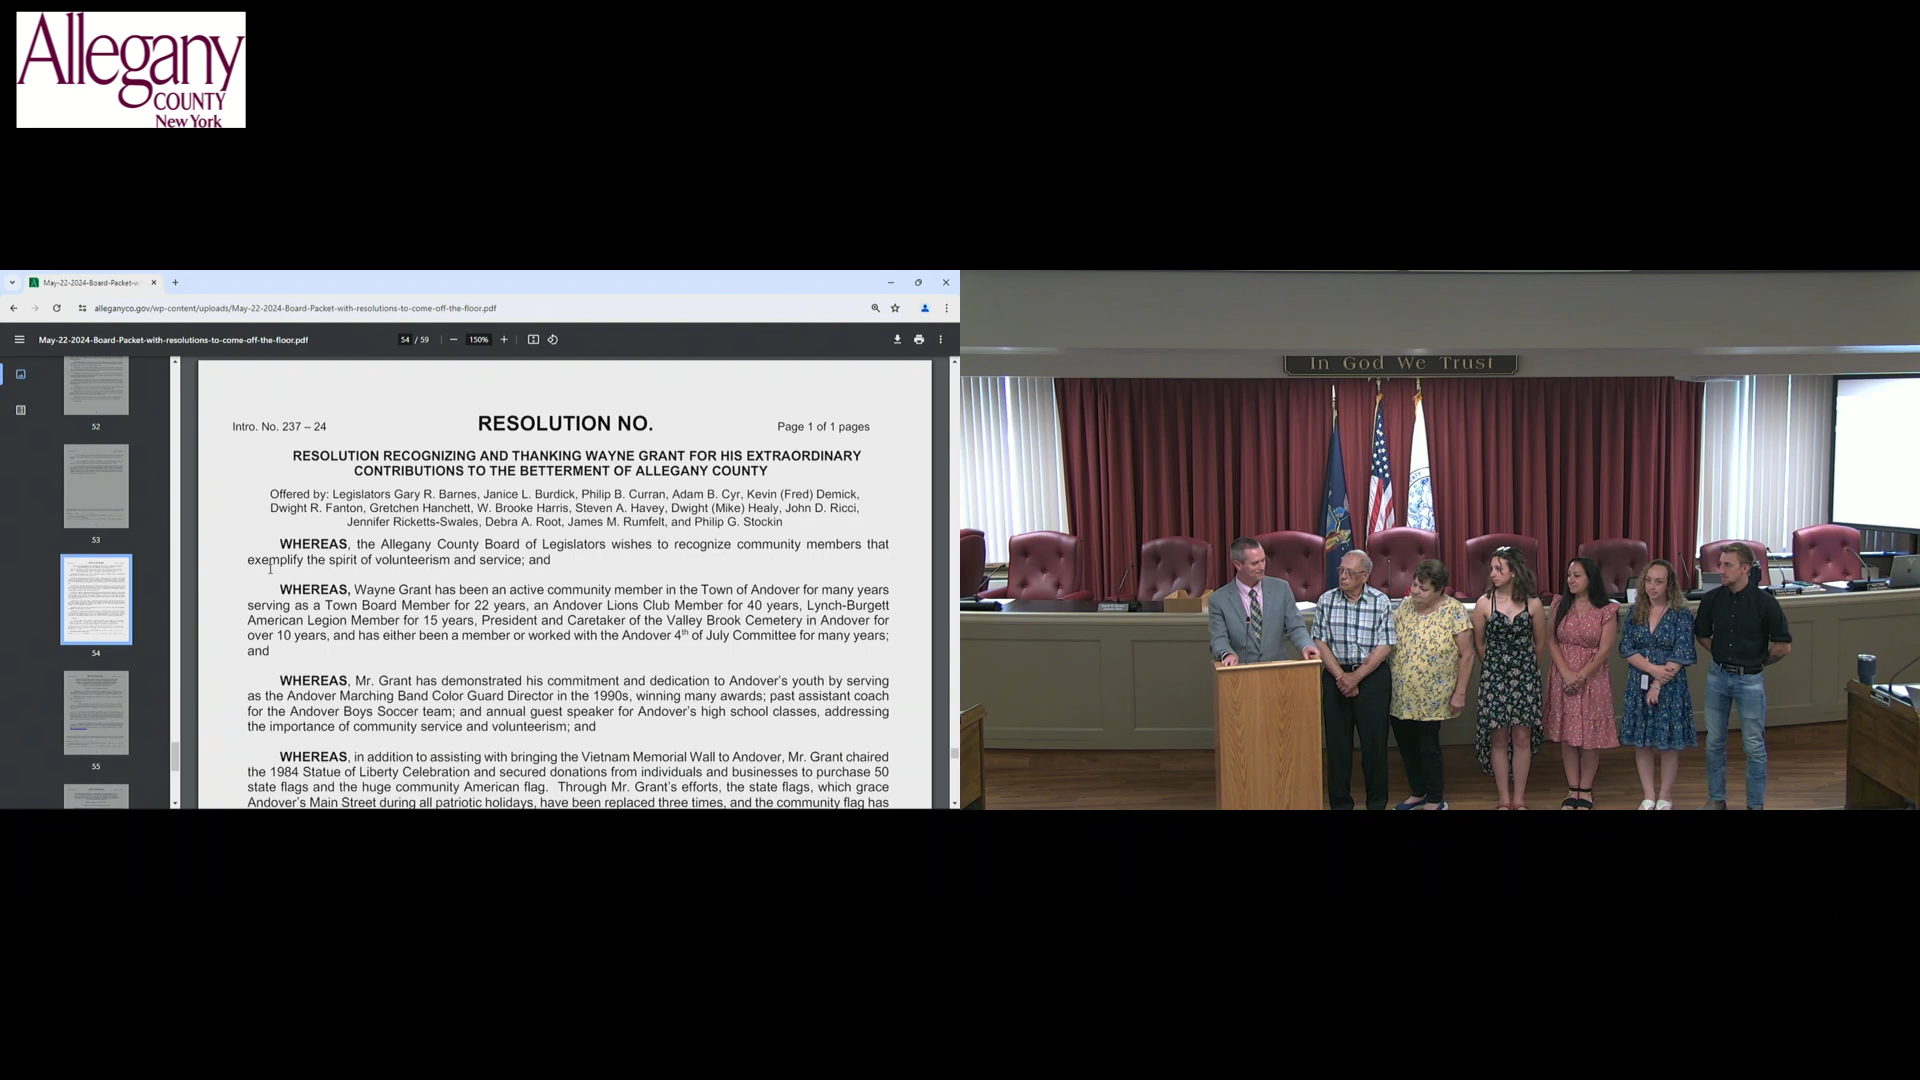 Allegany
COUNTY
New York
May-22-2024-Board-Packet-w
alleganyco.gov/wp-content/uploads/May-22-2024-Board-Packet-with-resolutions-to-come-off-the-floor.pdf
May-22-2024-Board-Packet-with-resolutions-to-come-off-the-floor.pdf
54 / 59
150%
52
53
54
55
Intro. No. 237 – 24
RESOLUTION NO.
Page 1 of 1 pages
RESOLUTION RECOGNIZING AND THANKING WAYNE GRANT FOR HIS EXTRAORDINARY
CONTRIBUTIONS TO THE BETTERMENT OF ALLEGANY COUNTY
Offered by: Legislators Gary R. Barnes, Janice L. Burdick, Philip B. Curran, Adam B. Cyr, Kevin (Fred) Demick,
Dwight R. Fanton, Gretchen Hanchett, W. Brooke Harris, Steven A. Havey, Dwight (Mike) Healy, John D. Ricci,
Jennifer Ricketts-Swales, Debra A. Root, James M. Rumfelt, and Philip G. Stockin
WHEREAS, the Allegany County Board of Legislators wishes to recognize community members that
exemplify the spirit of volunteerism and service; and
WHEREAS, Wayne Grant has been an active community member in the Town of Andover for many years
serving as a Town Board Member for 22 years, an Andover Lions Club Member for 40 years, Lynch-Burgett
American Legion Member for 15 years, President and Caretaker of the Valley Brook Cemetery in Andover for
over 10 years, and has either been a member or worked with the Andover 4th of July Committee for many years;
and
WHEREAS, Mr. Grant has demonstrated his commitment and dedication to Andover's youth by serving
as the Andover Marching Band Color Guard Director in the 1990s, winning many awards; past assistant coach
for the Andover Boys Soccer team; and annual guest speaker for Andover's high school classes, addressing
the importance of community service and volunteerism; and
WHEREAS, in addition to assisting with bringing the Vietnam Memorial Wall to Andover, Mr. Grant chaired
the 1984 Statue of Liberty Celebration and secured donations from individuals and businesses to purchase 50
state flags and the huge community American flag. Through Mr. Grant's efforts, the state flags, which grace
Andover's Main Street during all patriotic holidays, have been replaced three times, and the community flag has
In God We Trust